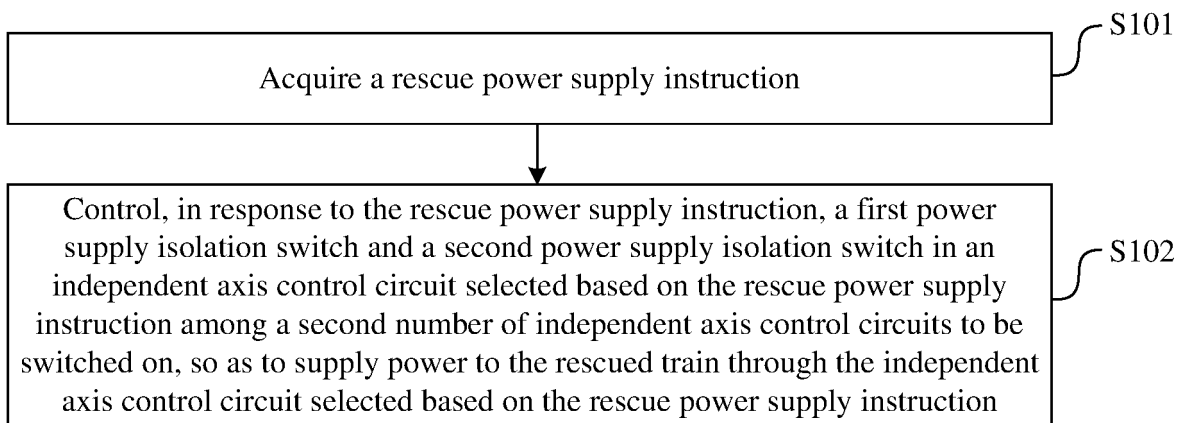 S101
Acquire a rescue power supply instruction
Control, in response to the rescue power supply instruction, a first power
supply isolation switch and a second power supply isolation switch in an
independent axis control circuit selected based on the rescue power supply
instruction among a second number of independent axis control circuits to be
switched on, so as to supply power to the rescued train through the independent
axis control circuit selected based on the rescue power supply instruction
S102